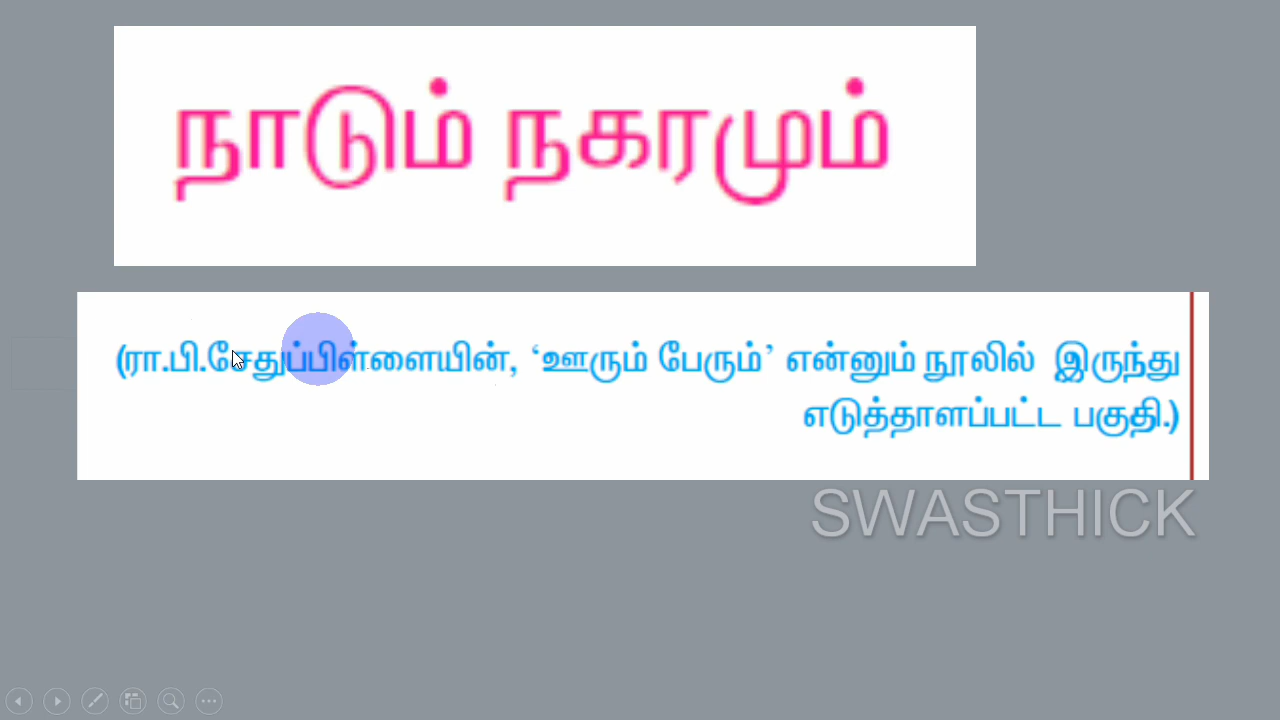 நாடும் நகரமும்
(ரா.பி.சேதுப்பிள்ளையின், ‘ஊரும் பேரும்’ என்னும் நூலில் இருந்து
எடுத்தாளப்பட்ட பகுதி.)
SWASTHICK